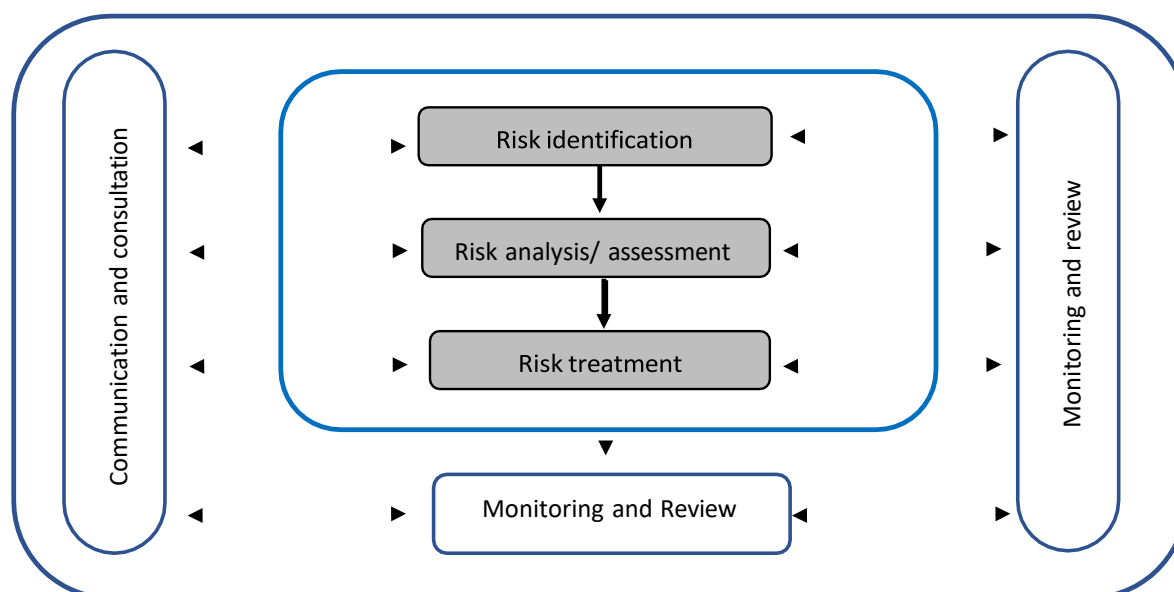 Communication and consultation
Risk identification
Risk analysis/ assessment
Risk treatment
Monitoring and Review
Monitoring and review